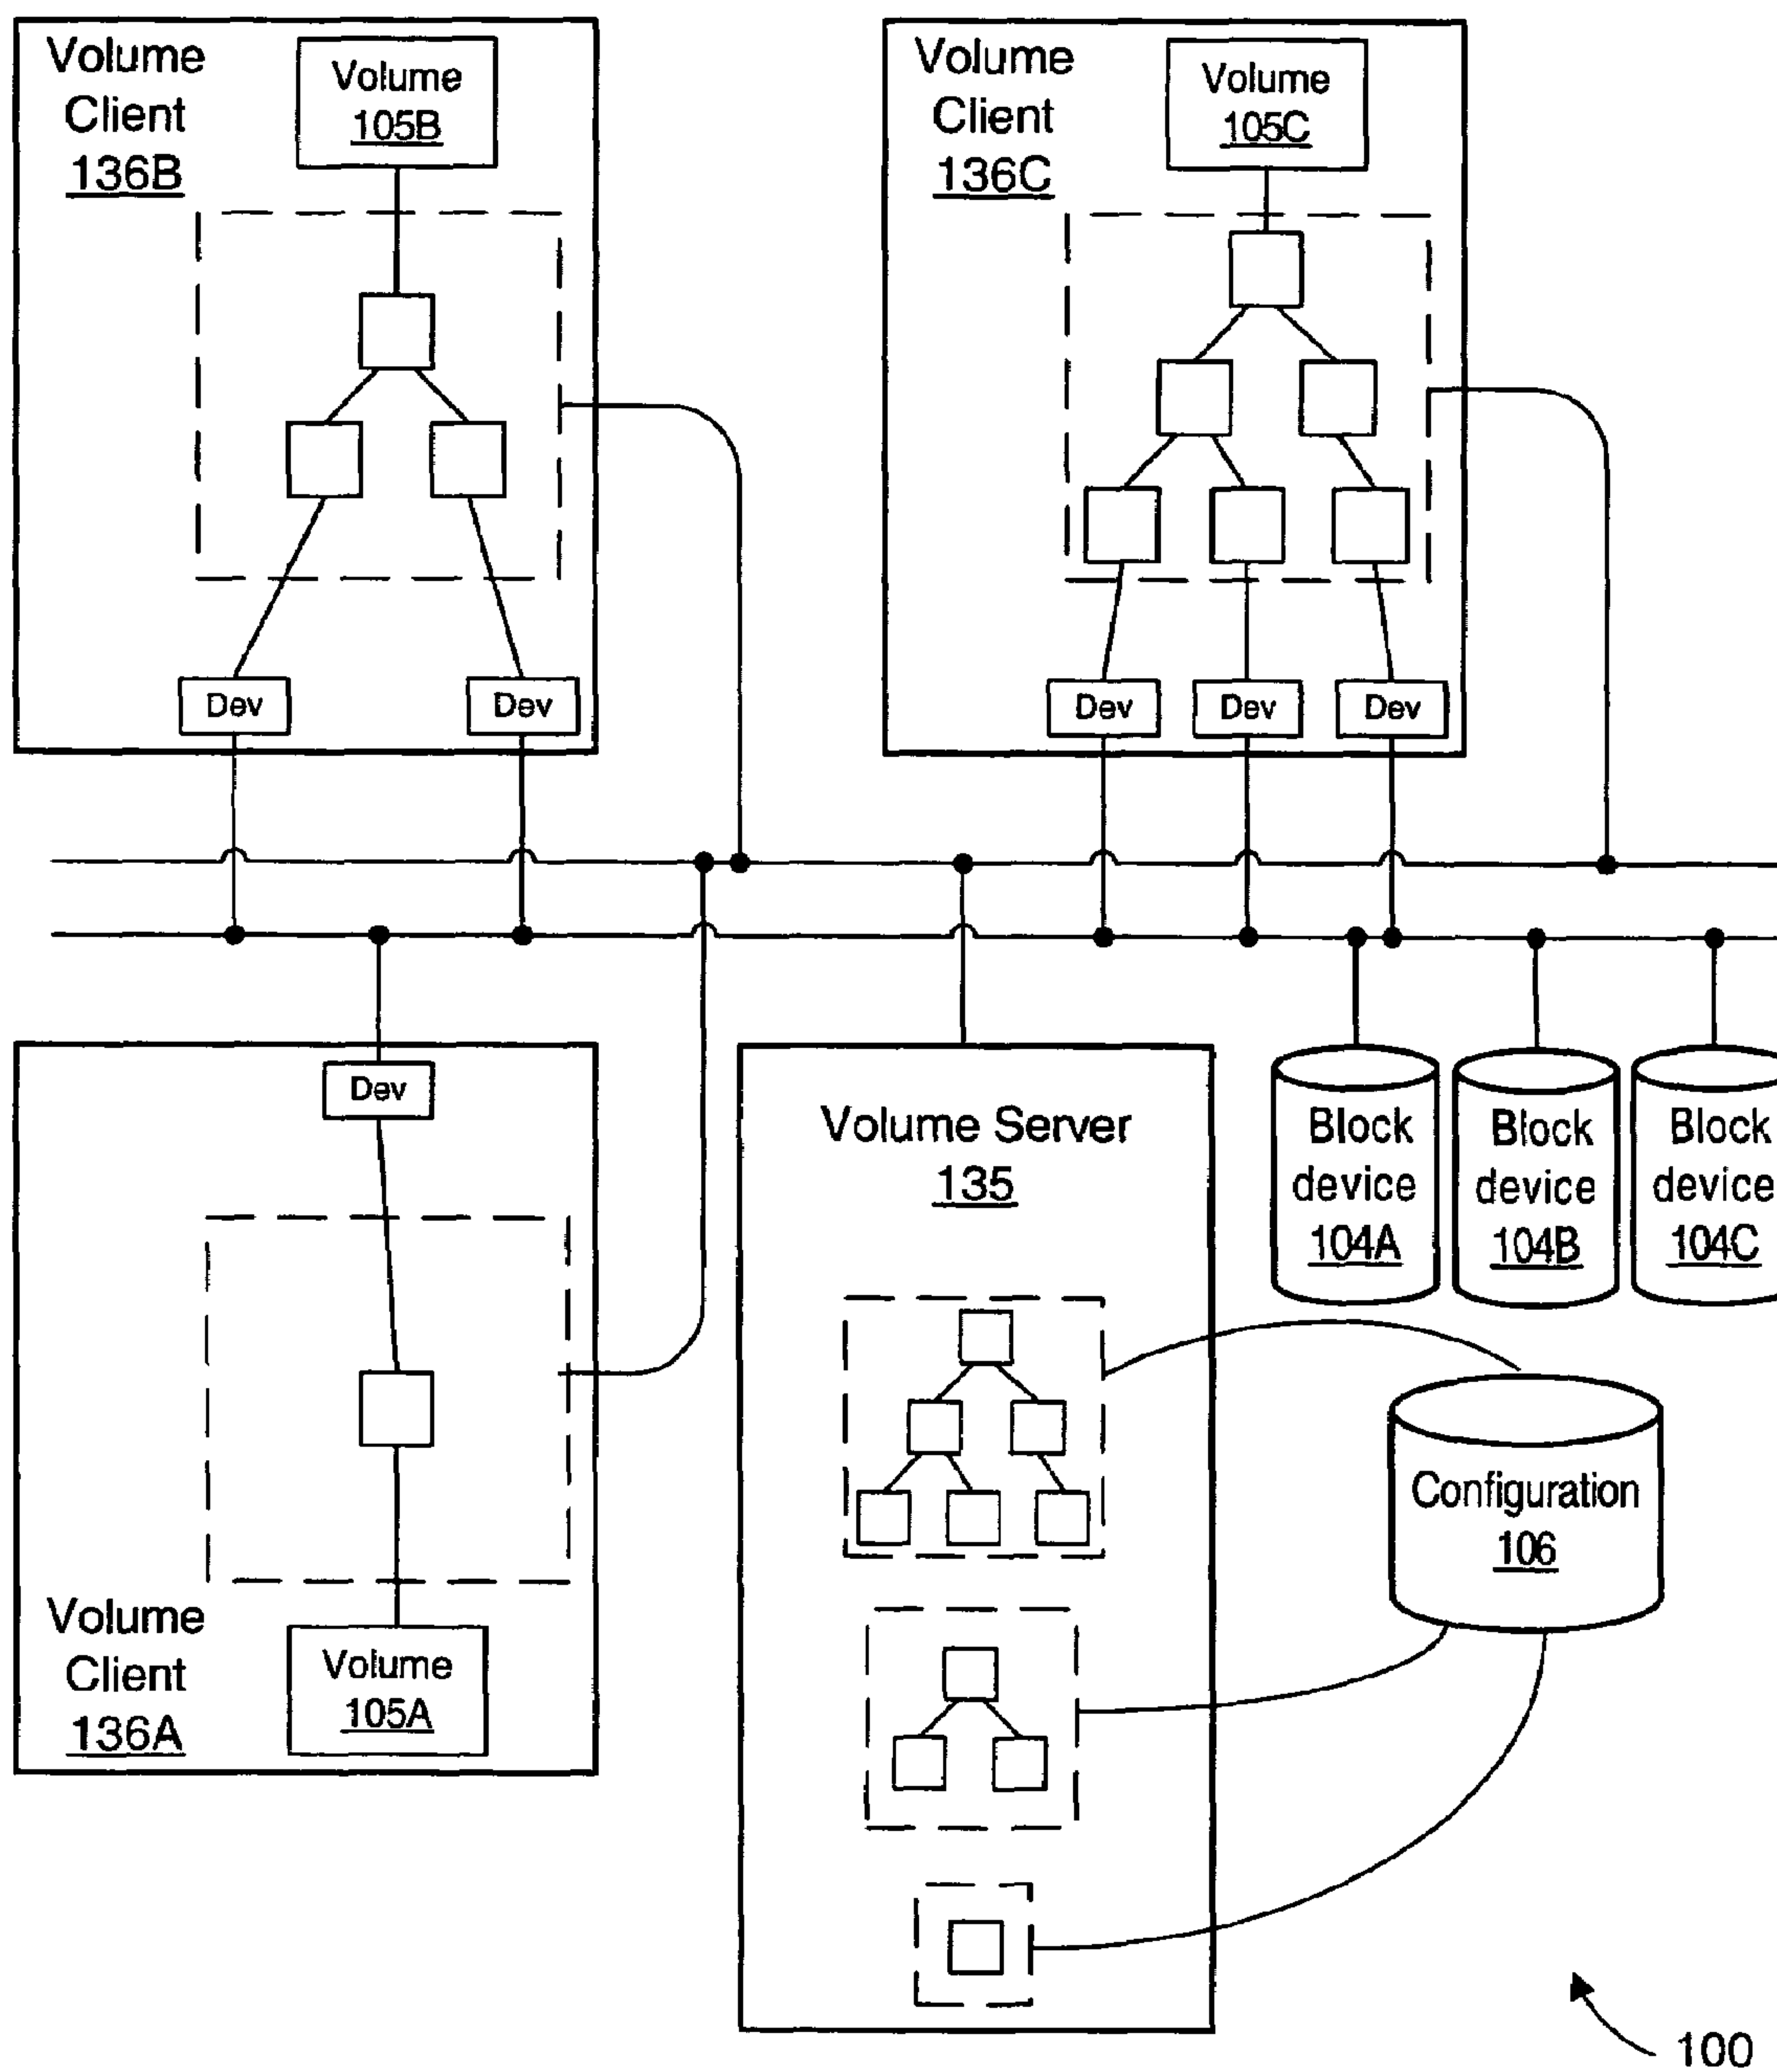 Volume
Client
136B
Volume
105B
Dev
Dev
Volume
Client
136C
Volume
105C
Dev
Dev
Dev
Dev
Volume
Client
136A
Volume
105A
Volume Server
135
Block
device
104A
Block
device
104B
Block
device
104C
Configuration
106
100